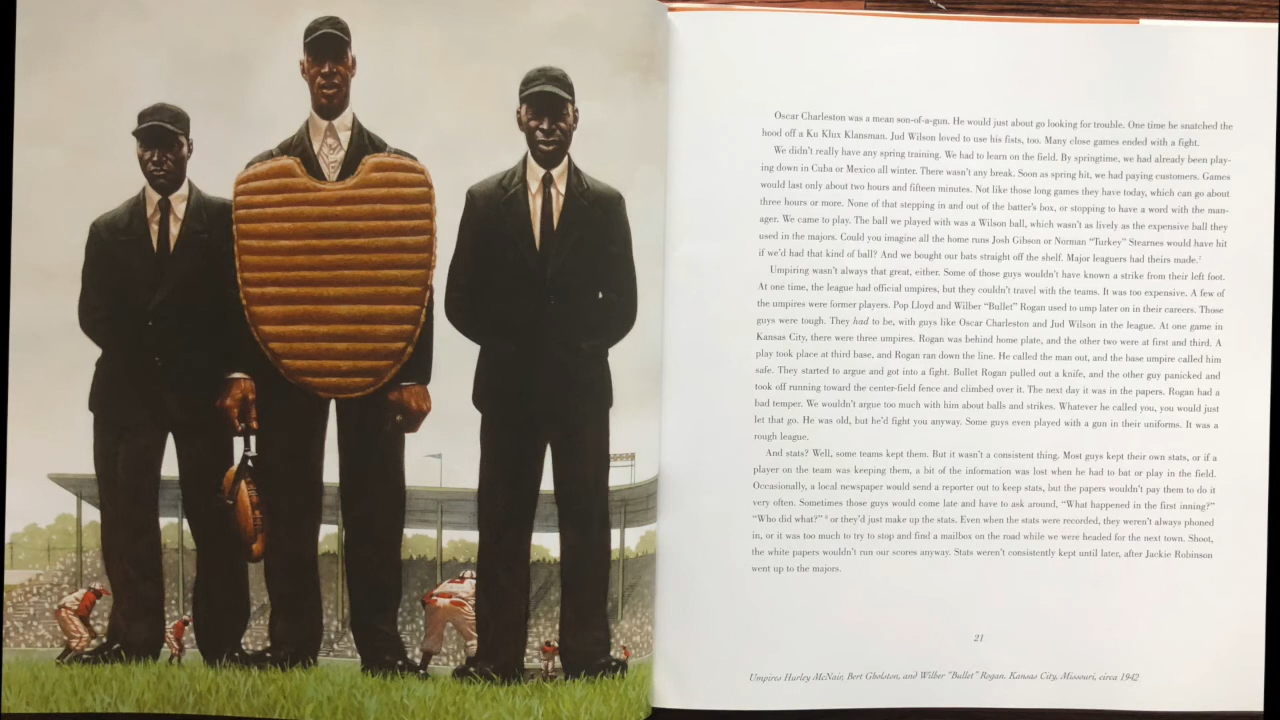 Oscar Charleston was a mean son-of-a-gun. He would just about go looking for trouble. One time he snatched the
hood off a Ku Klux Klansman. Jud Wilson loved to use his fists, too. Many close games ended with a fight.
We didn't really have any spring training. We had to learn on the field. By springtime, we had already been play-
ing down in Cuba or Mexico all winter. There wasn't any break. Soon as spring hit, we had paying customers. Games
would last only about two hours and fifteen minutes. Not like those long games they have today, which can go about
three hours or more. None of that stepping in and out of the batter's box, or stopping to have a word with the man-
ager. We came to play. The ball we played with was a Wilson ball, which wasn't as lively as the expensive ball they
used in the majors. Could you imagine all the home runs Josh Gibson or Norman "Turkey" Stearnes would have hit
if we'd had that kind of ball? And we bought our bats straight off the shelf. Major leaguers had theirs made.⁷
Umpiring wasn't always that great, either. Some of those guys wouldn't have known a strike from their left foot.
At one time, the league had official umpires, but they couldn't travel with the teams. It was too expensive. A few of
the umpires were former players. Pop Lloyd and Wilber "Bullet" Rogan used to ump later on in their careers. Those
guys were tough. They had to be, with guys like Oscar Charleston and Jud Wilson in the league. At one game in
Kansas City, there were three umpires. Rogan was behind home plate, and the other two were at first and third. A
play took place at third base, and Rogan ran down the line. He called the man out, and the base umpire called him
safe. They started to argue and got into a fight. Bullet Rogan pulled out a knife, and the other guy panicked and
took off running toward the center-field fence and climbed over it. The next day it was in the papers. Rogan had a
bad temper. We wouldn't argue too much with him about balls and strikes. Whatever he called you, you would just
let that go. He was old, but he'd fight you anyway. Some guys even played with a gun in their uniforms. It was a
rough league.
And stats? Well, some teams kept them. But it wasn't a consistent thing. Most guys kept their own stats, or if a
player on the team was keeping them, a bit of the information was lost when he had to bat or play in the field.
Occasionally, a local newspaper would send a reporter out to keep stats, but the papers wouldn't pay them to do it
very often. Sometimes those guys would come late and have to ask around, "What happened in the first inning?"
"Who did what?" ⁸ or they'd just make up the stats. Even when the stats were recorded, they weren't always phoned
in, or it was too much to try to stop and find a mailbox on the road while we were headed for the next town. Shoot,
the white papers wouldn't run our scores anyway. Stats weren't consistently kept until later, after Jackie Robinson
went up to the majors.
21
Umpires Hurley McNair, Bert Gholston, and Wilber "Bullet" Rogan. Kansas City, Missouri, circa 1942